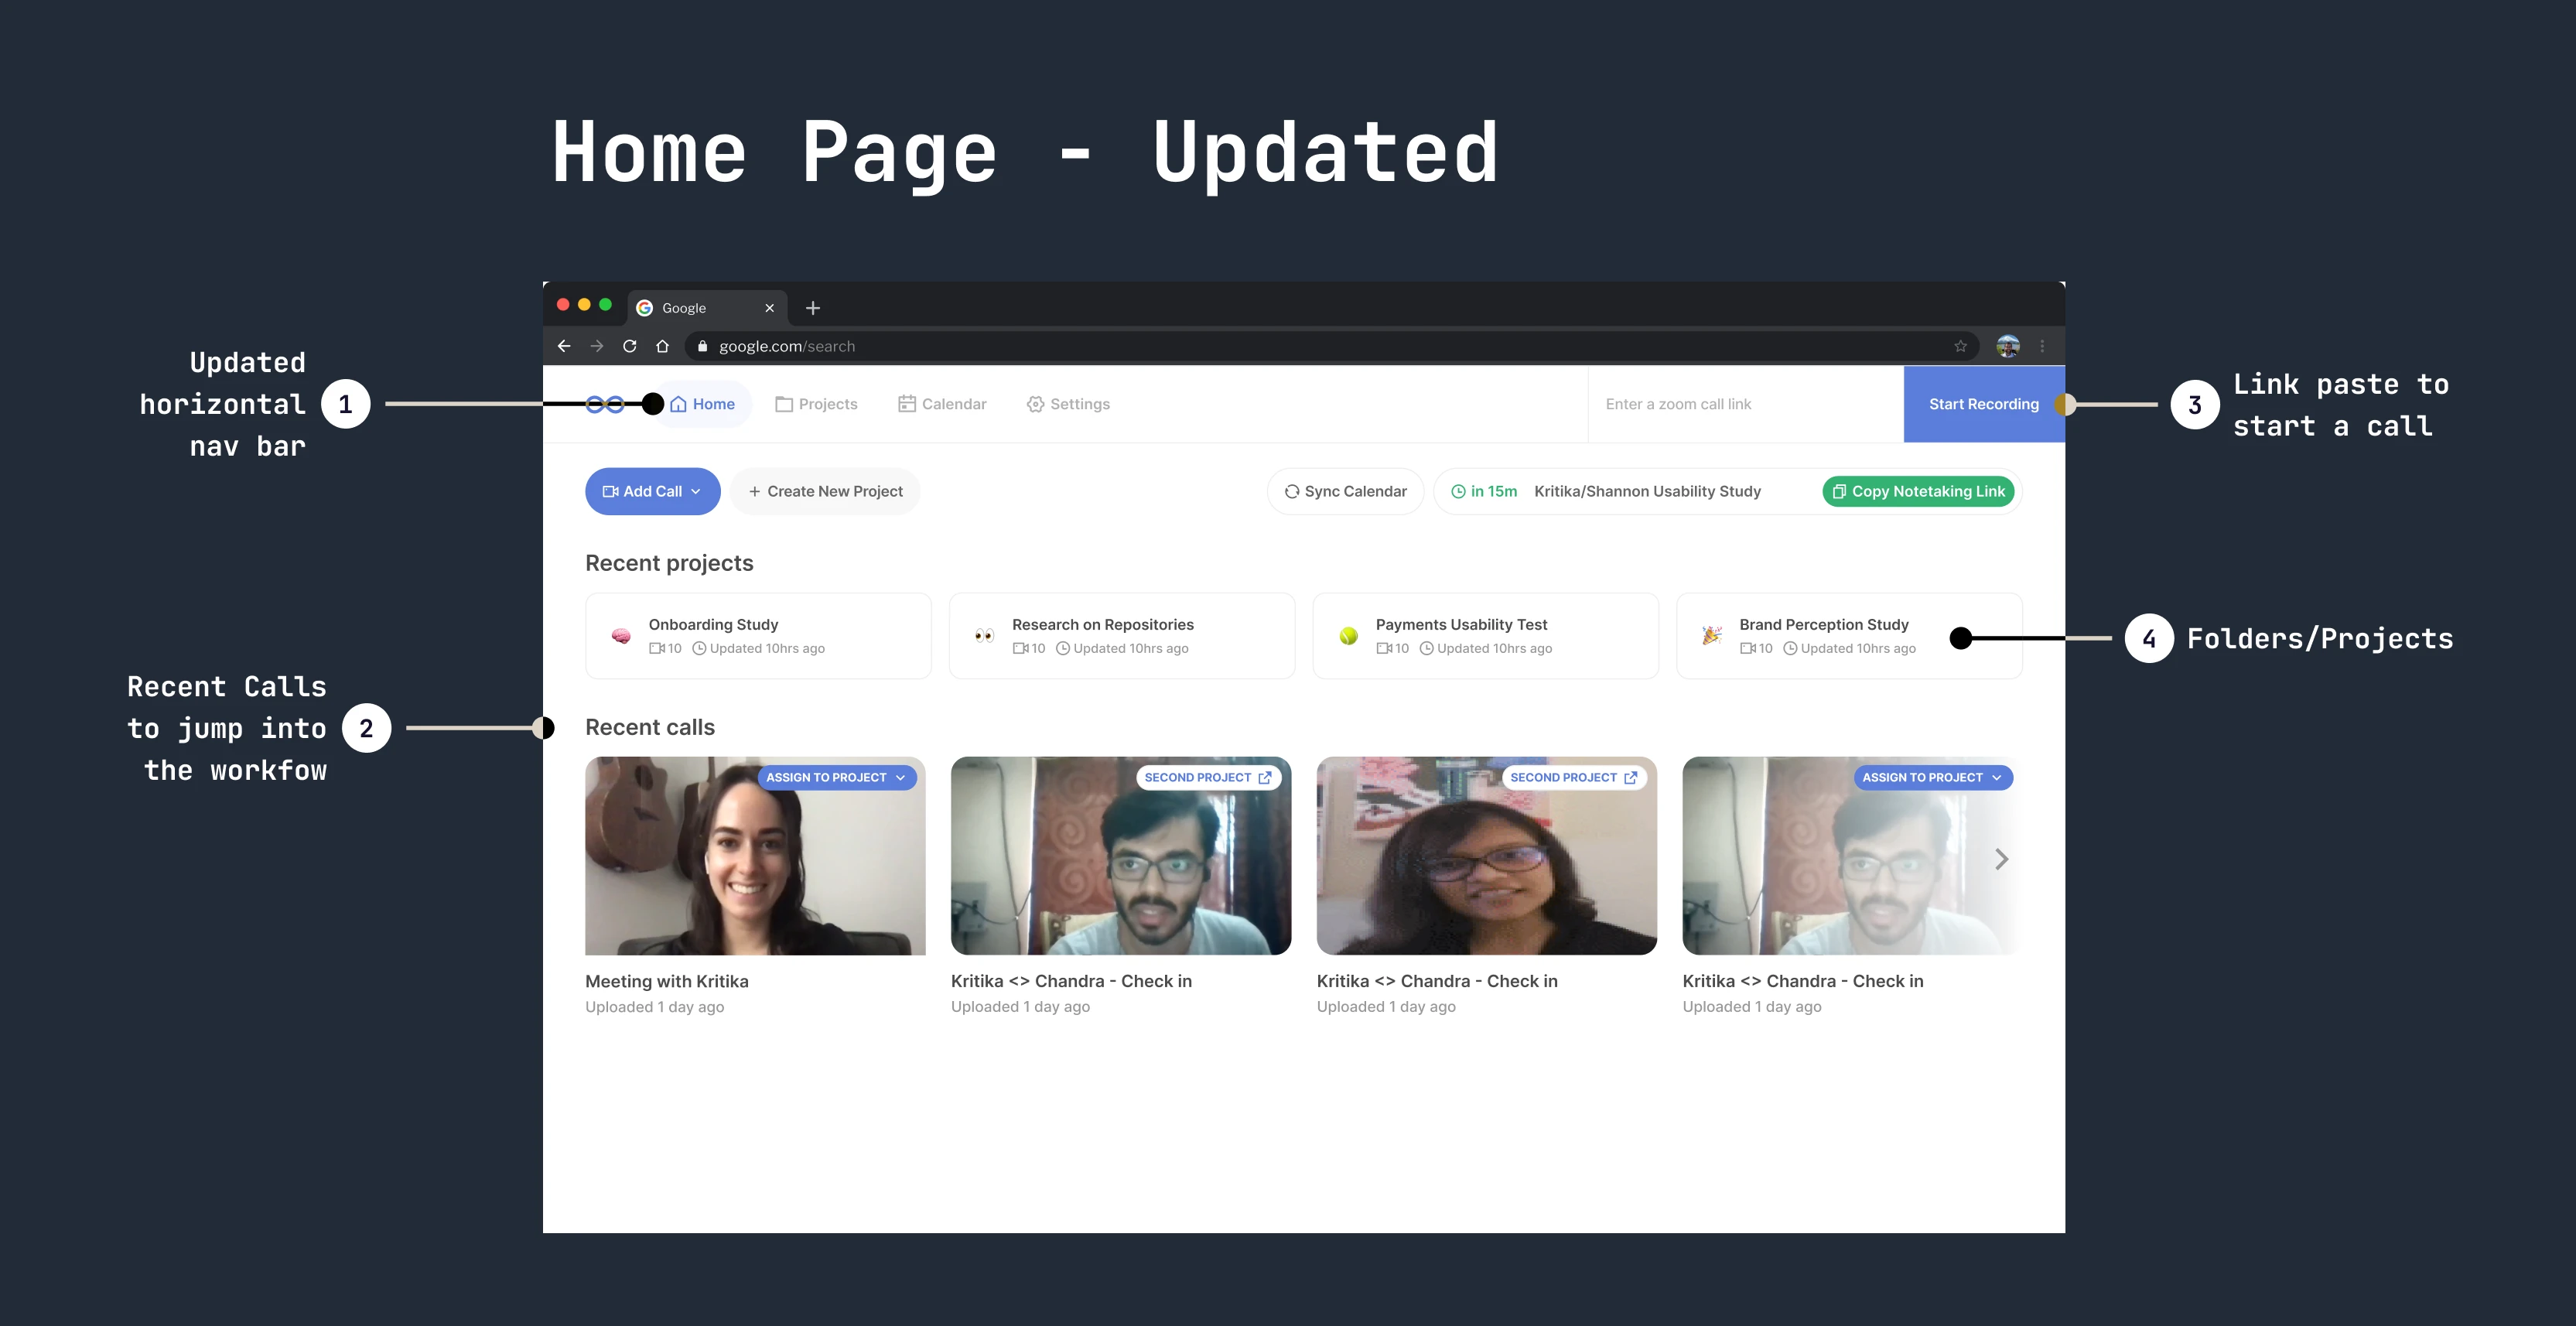 Home Page - Updated
Google
google.com/search
Updated
horizontal
nav bar
1
Home
Projects
Calendar
Settings
Enter a zoom call link
Start Recording
3
Link paste to
start a call
Add Call
+ Create New Project
Sync Calendar
in 15m
Kritika/Shannon Usability Study
Copy Notetaking Link
Recent projects
Onboarding Study
10 Updated 10hrs ago
Research on Repositories
10 Updated 10hrs ago
Payments Usability Test
10 Updated 10hrs ago
Brand Perception Study
10 Updated 10hrs ago
4
Folders/Projects
Recent Calls
to jump into
the workfow
2
Recent calls
ASSIGN TO PROJECT
SECOND PROJECT
SECOND PROJECT
ASSIGN TO PROJECT
Meeting with Kritika
Uploaded 1 day ago
Kritika <> Chandra - Check in
Uploaded 1 day ago
Kritika <> Chandra - Check in
Uploaded 1 day ago
Kritika <> Chandra - Check in
Uploaded 1 day ago